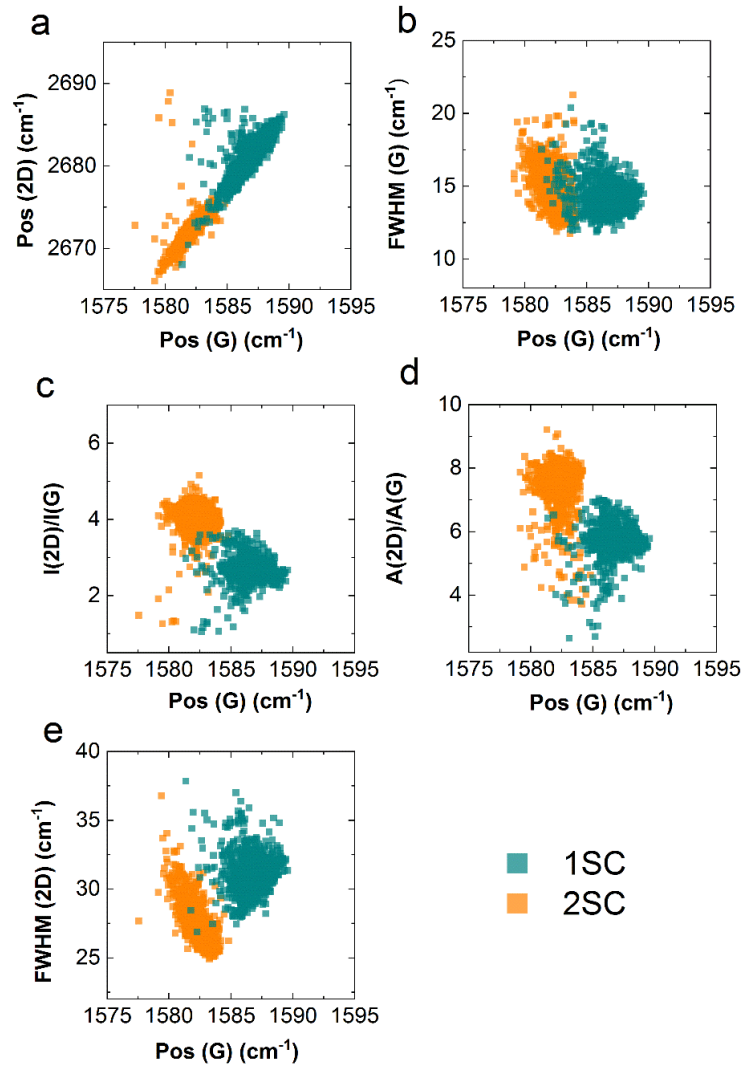 a
b
Pos (2D) (cm⁻¹)
2690
2680
2670
1575 1580 1585 1590 1595
Pos (G) (cm⁻¹)
FWHM (G) (cm⁻¹)
25
20
15
10
1575 1580 1585 1590 1595
Pos (G) (cm⁻¹)
c
d
I(2D)/I(G)
6
4
2
1575 1580 1585 1590 1595
Pos (G) (cm⁻¹)
A(2D)/A(G)
10
8
6
4
1575 1580 1585 1590 1595
Pos (G) (cm⁻¹)
e
FWHM (2D) (cm⁻¹)
40
35
30
25
1575 1580 1585 1590 1595
Pos (G) (cm⁻¹)
1SC
2SC